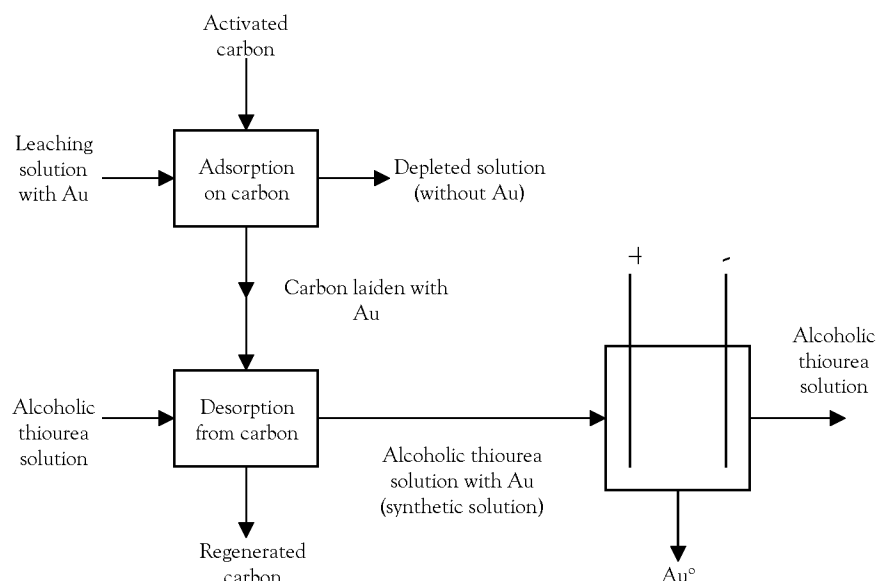 Activated
carbon
Leaching
solution
with Au
Adsorption
on carbon
Depleted solution
(without Au)
Carbon laiden with
Au
+
-
Alcoholic
thiourea
solution
Alcoholic
thiourea
solution
Desorption
from carbon
Alcoholic thiourea
solution with Au
(synthetic solution)
Regenerated
carbon
Au°